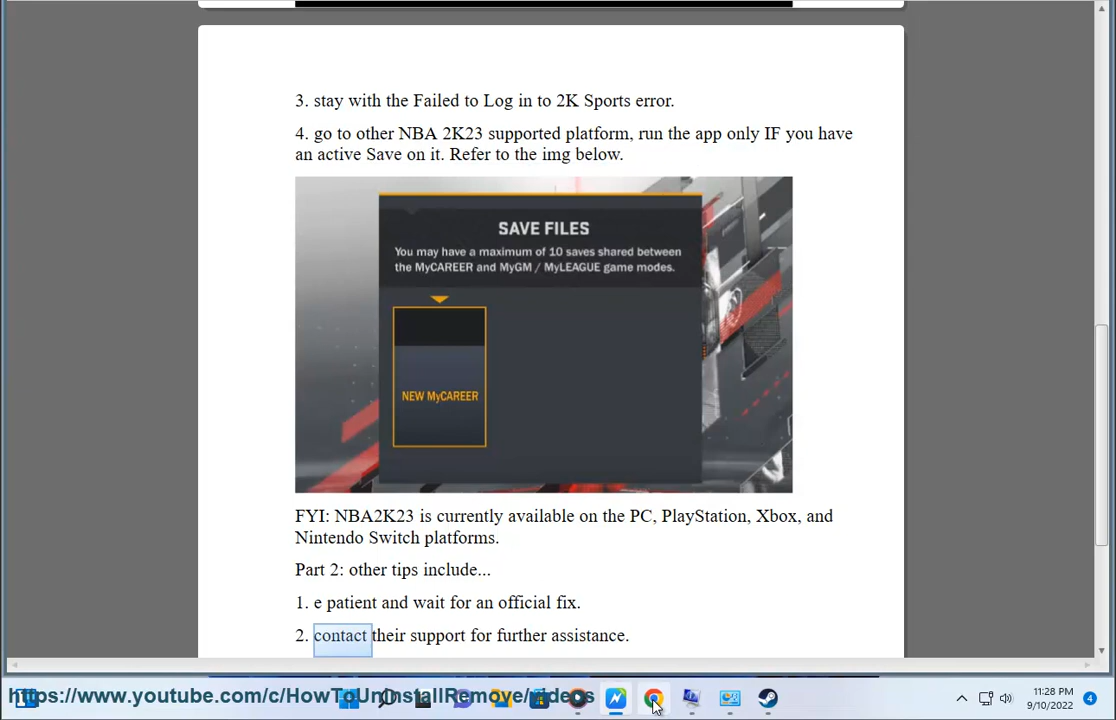 3. stay with the Failed to Log in to 2K Sports error.
4. go to other NBA 2K23 supported platform, run the app only IF you have
an active Save on it. Refer to the img below.
SAVE FILES
You may have a maximum of 10 saves shared between
the MyCAREER and MyGM / MyLEAGUE game modes.
NEW MyCAREER
FYI: NBA2K23 is currently available on the PC, PlayStation, Xbox, and
Nintendo Switch platforms.
Part 2: other tips include...
1. e patient and wait for an official fix.
2. contact their support for further assistance.
https://www.youtube.com/c/HowToUninstallRemove/videos
11:28 PM
9/10/2022
4